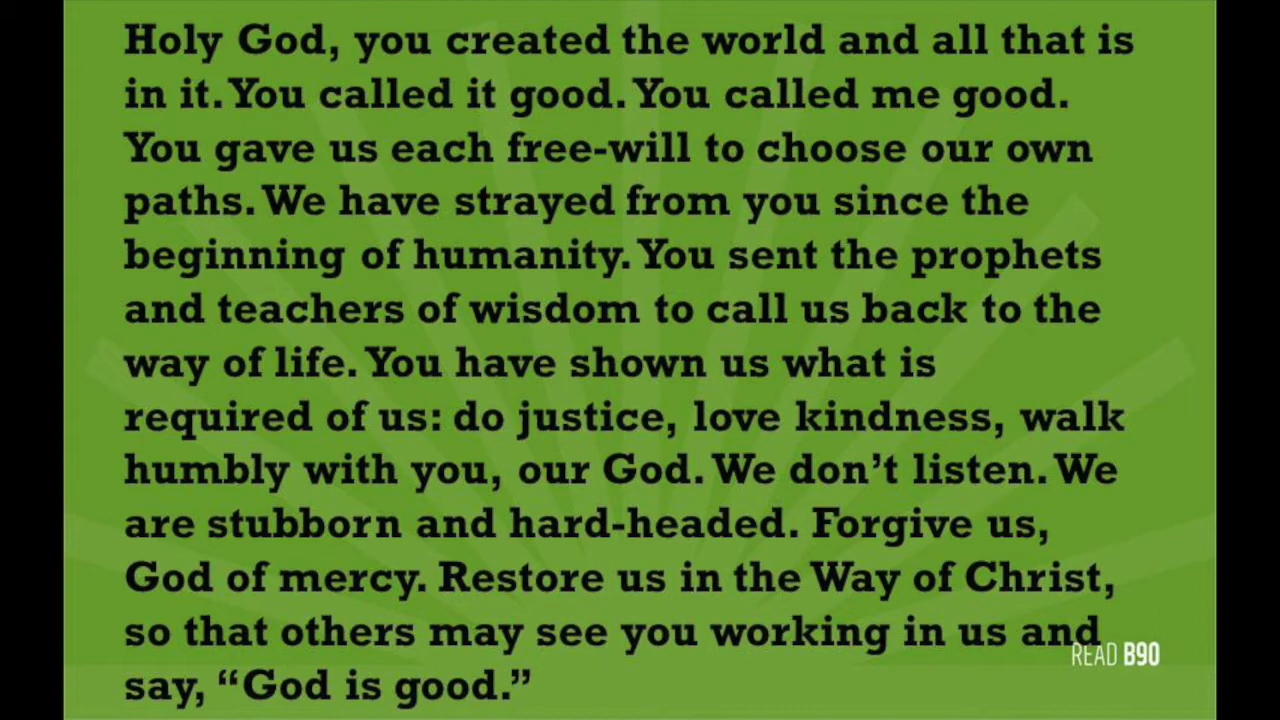 Holy God, you created the world and all that is
in it. You called it good. You called me good.
You gave us each free-will to choose our own
paths. We have strayed from you since the
beginning of humanity. You sent the prophets
and teachers of wisdom to call us back to the
way of life. You have shown us what is
required of us: do justice, love kindness, walk
humbly with you, our God. We don’t listen. We
are stubborn and hard-headed. Forgive us,
God of mercy. Restore us in the Way of Christ,
so that others may see you working in us and
say, “God is good.”
READ B90